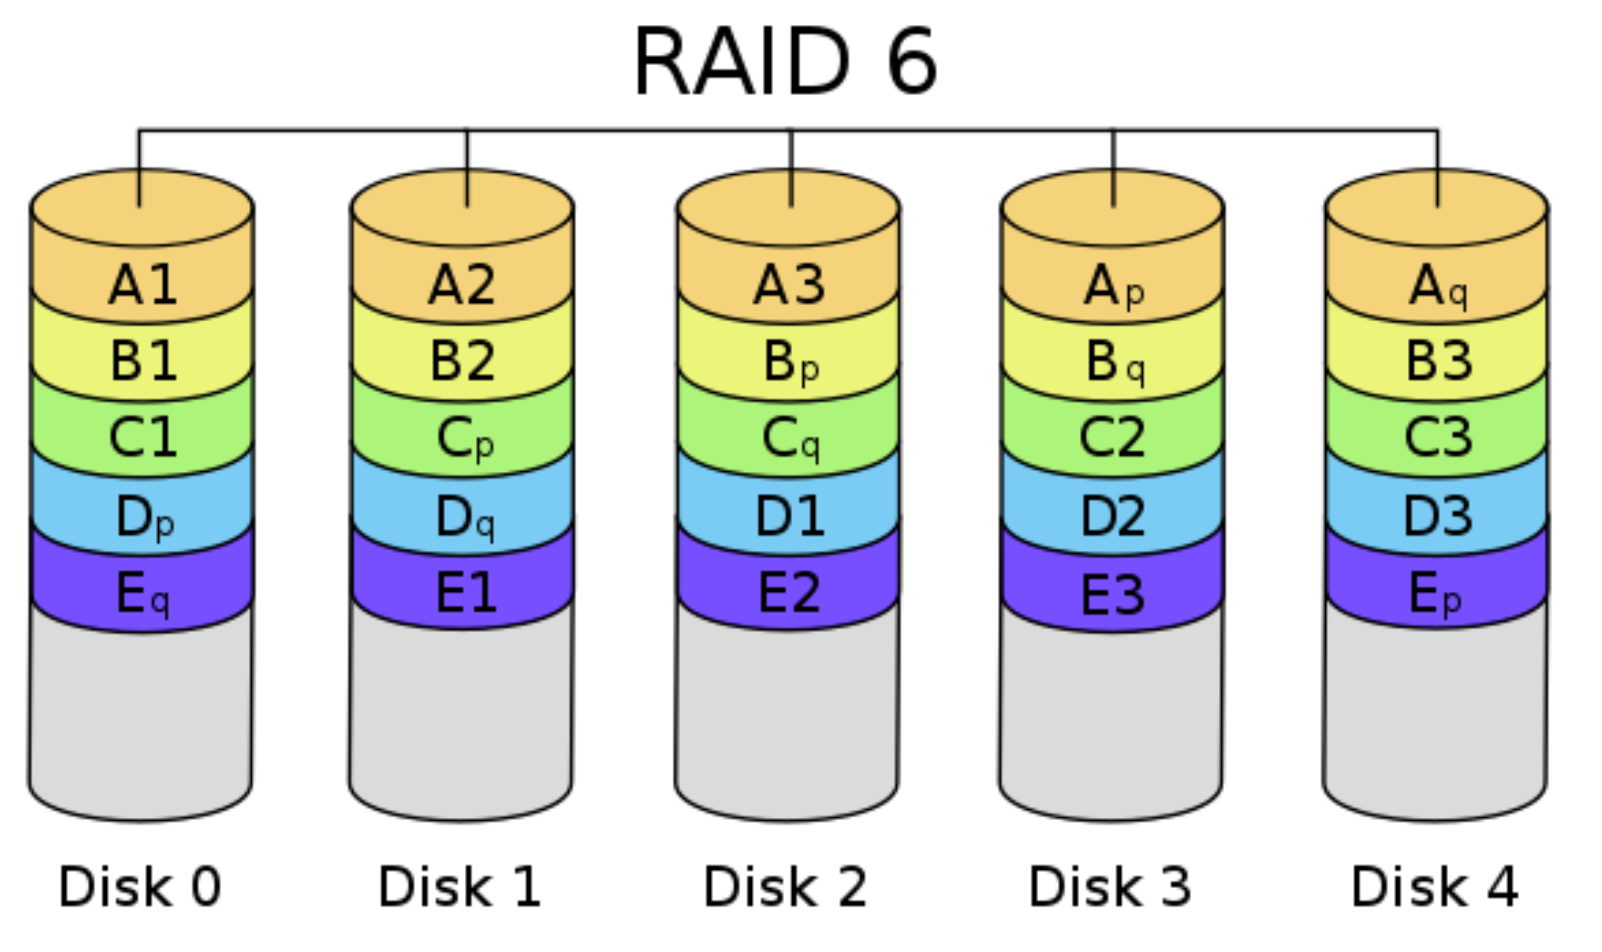 RAID 6
A1 A2 A3 Ap Aq
B1 B2 Bp Bq B3
C1 Cp Cq C2 C3
Dp Dq D1 D2 D3
Eq E1 E2 E3 Ep
Disk 0 Disk 1 Disk 2 Disk 3 Disk 4